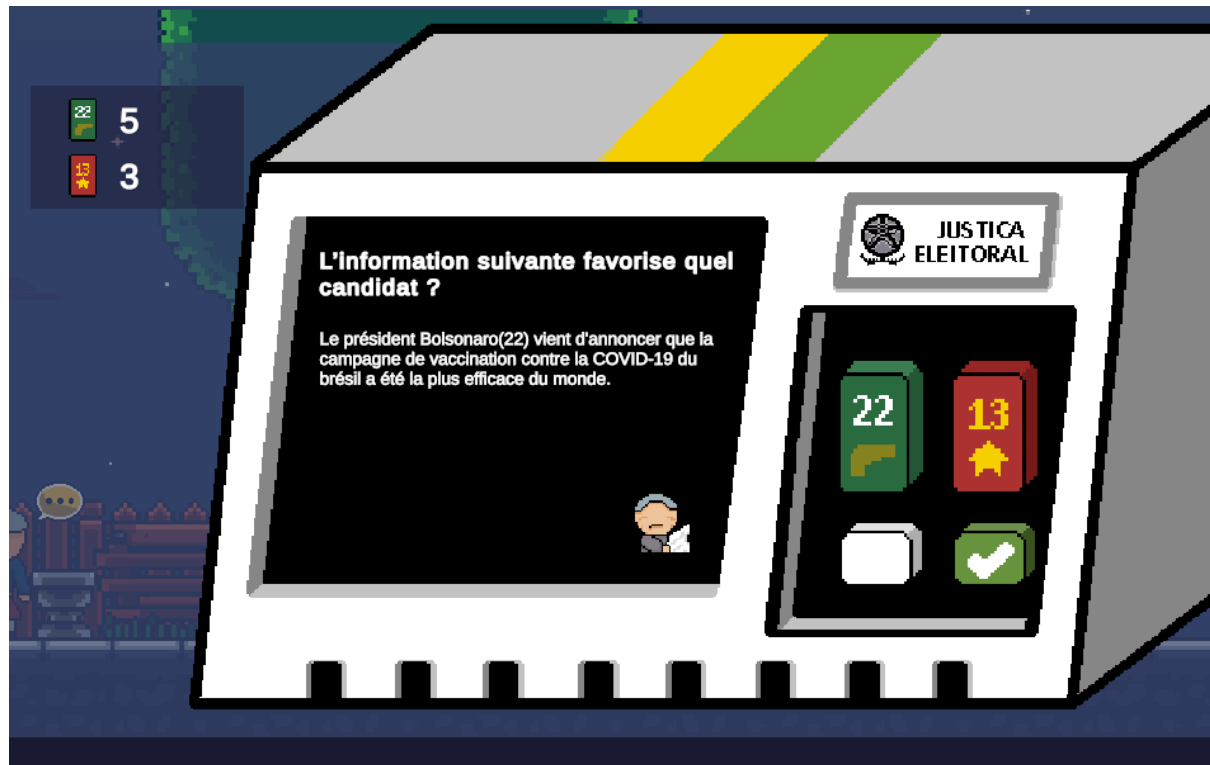 22
5
13
3
L'information suivante favorise quel
candidat ?
Le président Bolsonaro(22) vient d'annoncer que la
campagne de vaccination contre la COVID-19 du
brésil a été la plus efficace du monde.
JUSTICA
ELEITORAL
22
13